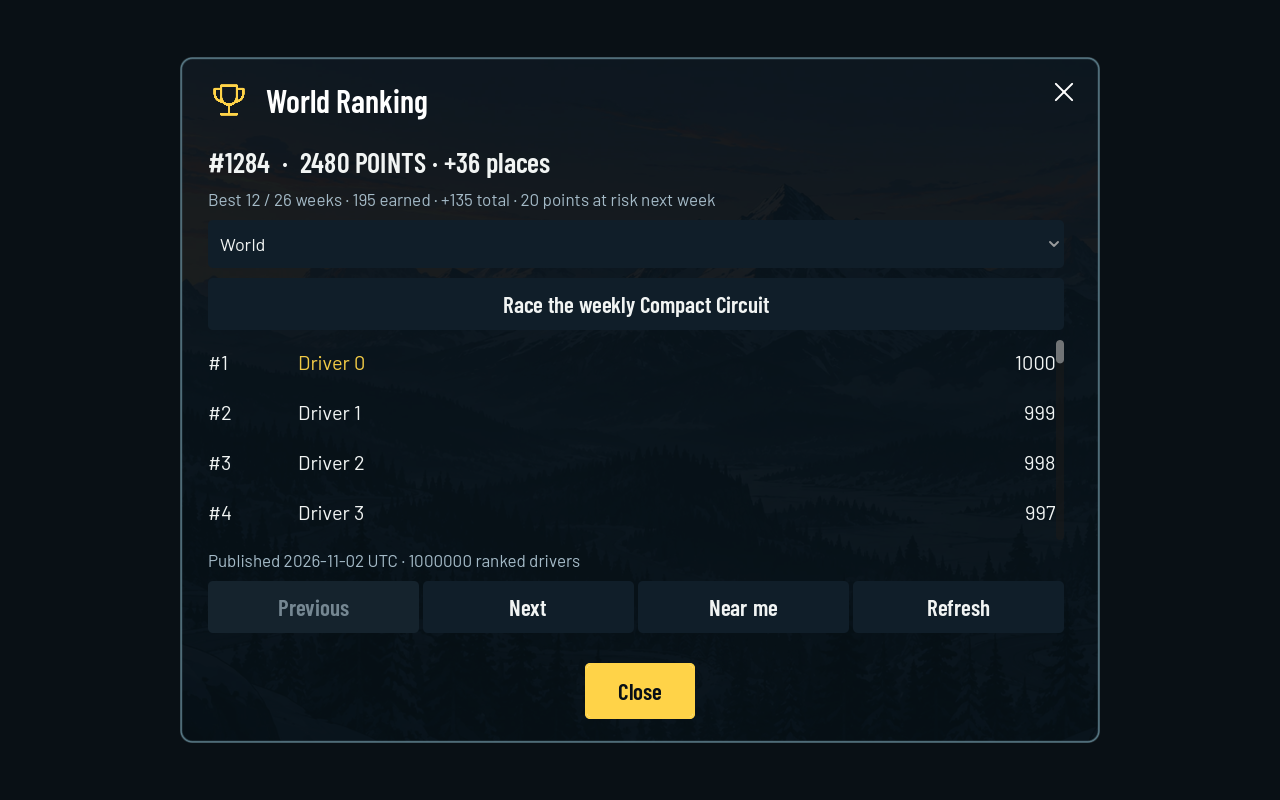 World Ranking
#1284 · 2480 POINTS · +36 places
Best 12 / 26 weeks · 195 earned · +135 total · 20 points at risk next week
World
Race the weekly Compact Circuit
#1 Driver 0 1000
#2 Driver 1 999
#3 Driver 2 998
#4 Driver 3 997
Published 2026-11-02 UTC · 1000000 ranked drivers
Previous Next Near me Refresh
Close